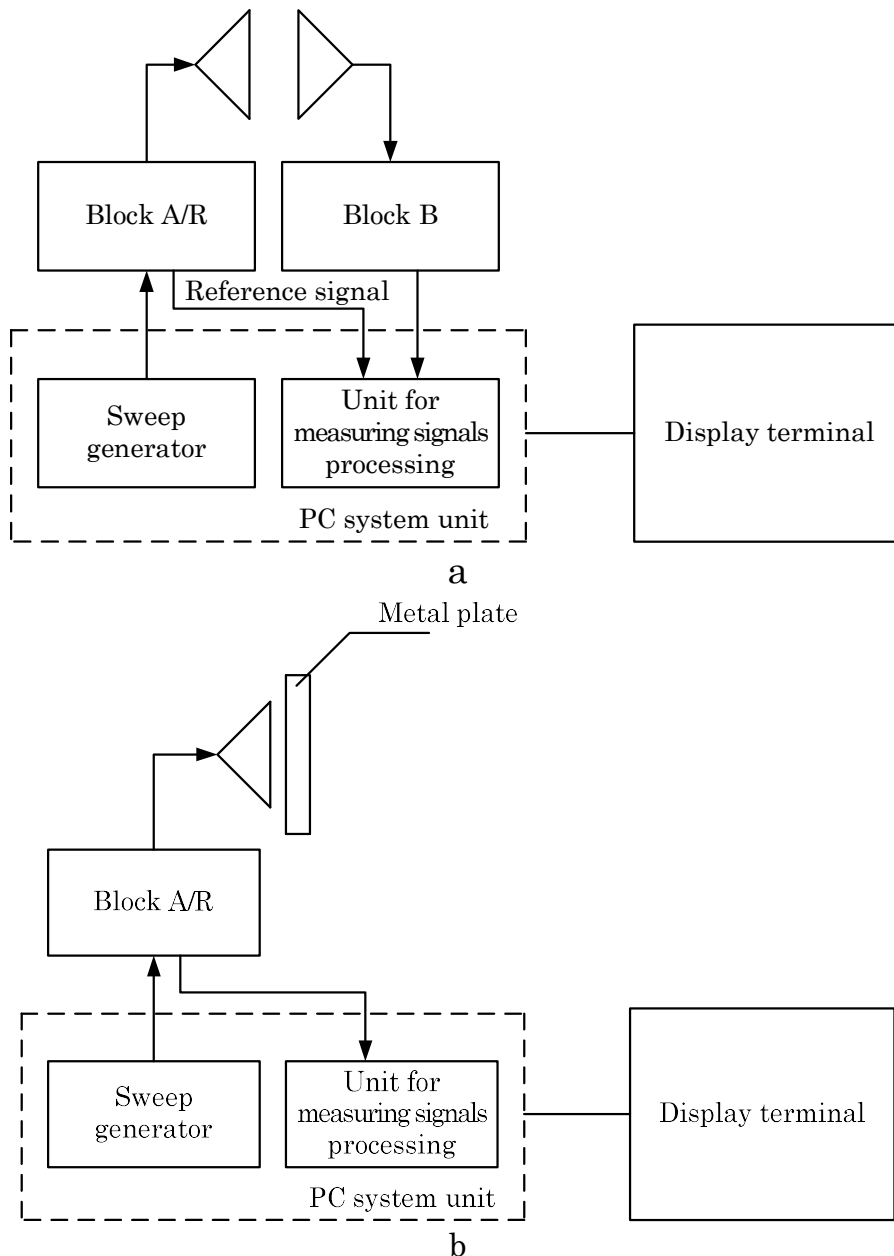 Block A/R
Block B
Reference signal
Sweep
generator
Unit for
measuring signals
processing
Display terminal
PC system unit
a
Metal plate
Block A/R
Sweep
generator
Unit for
measuring signals
processing
Display terminal
PC system unit
b